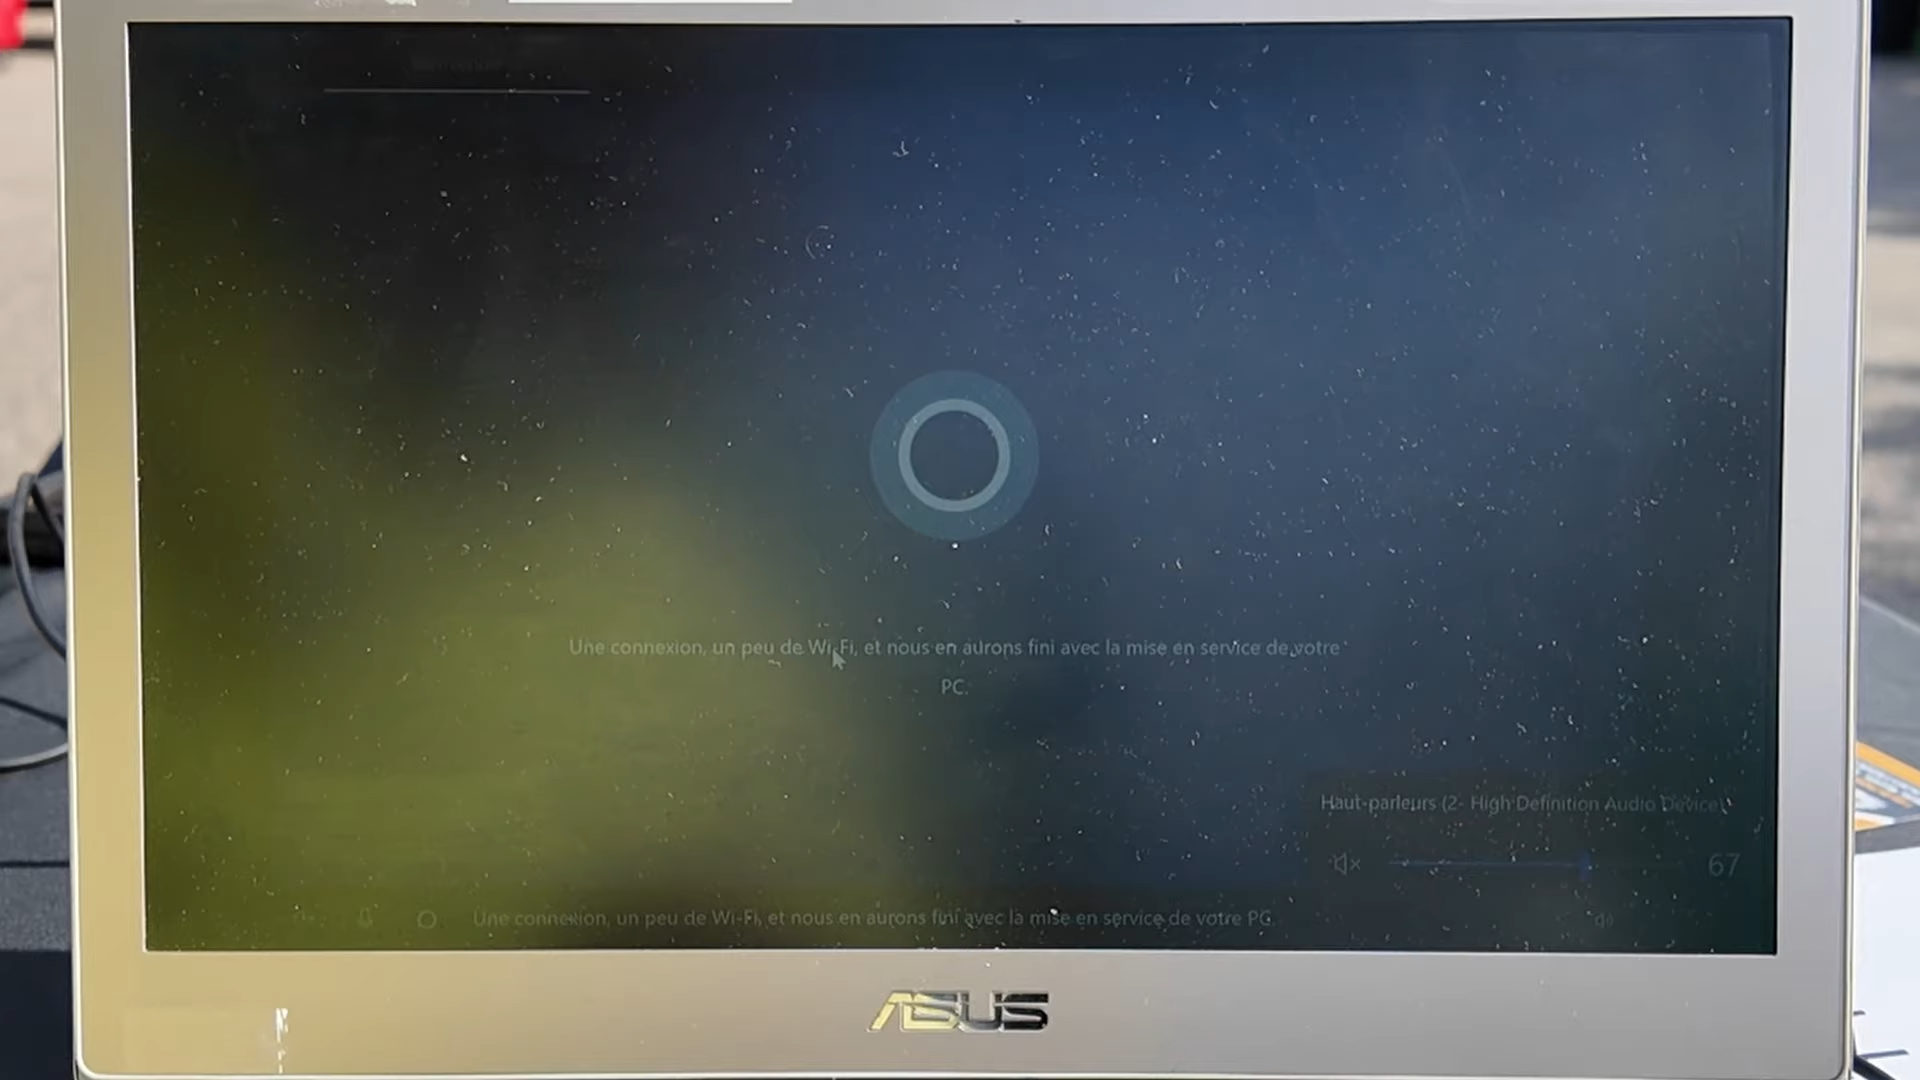 Une connexion, un peu de Wi-Fi, et nous en aurons fini avec la mise en service de votre
PC.
Haut-parleurs (2- High Definition Audio Device)
67
Une connexion, un peu de Wi-Fi, et nous en aurons fini avec la mise en service de votre PC.
ASUS